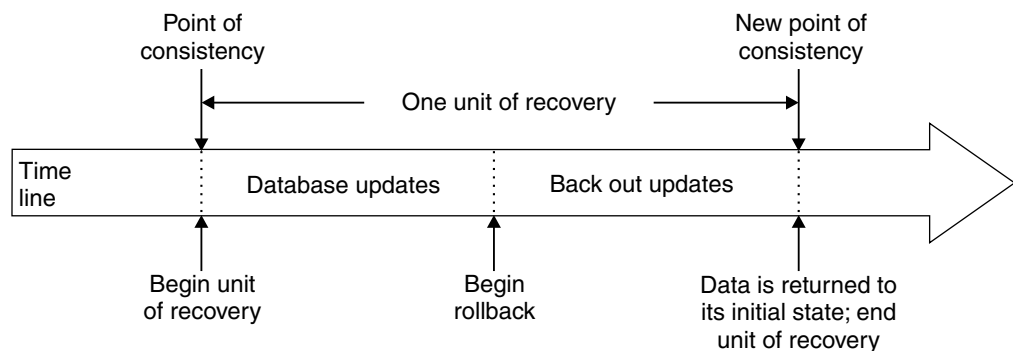 Point of
consistency
New point of
consistency
One unit of recovery
Time
line
Database updates
Back out updates
Begin unit
of recovery
Begin
rollback
Data is returned to
its initial state; end
unit of recovery